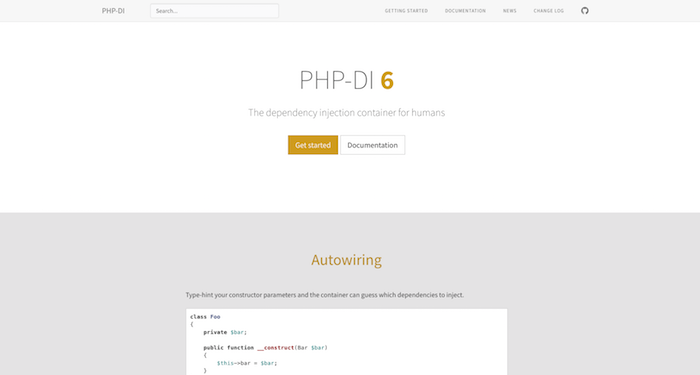 PHP-DI
Search...
GETTING STARTED
DOCUMENTATION
NEWS
CHANGE LOG
PHP-DI 6
The dependency injection container for humans
Get started
Documentation
Autowiring
Type-hint your constructor parameters and the container can guess which dependencies to inject.
class Foo
{
    private $bar;
    public function __construct(Bar $bar)
    {
        $this->bar = $bar;
    }